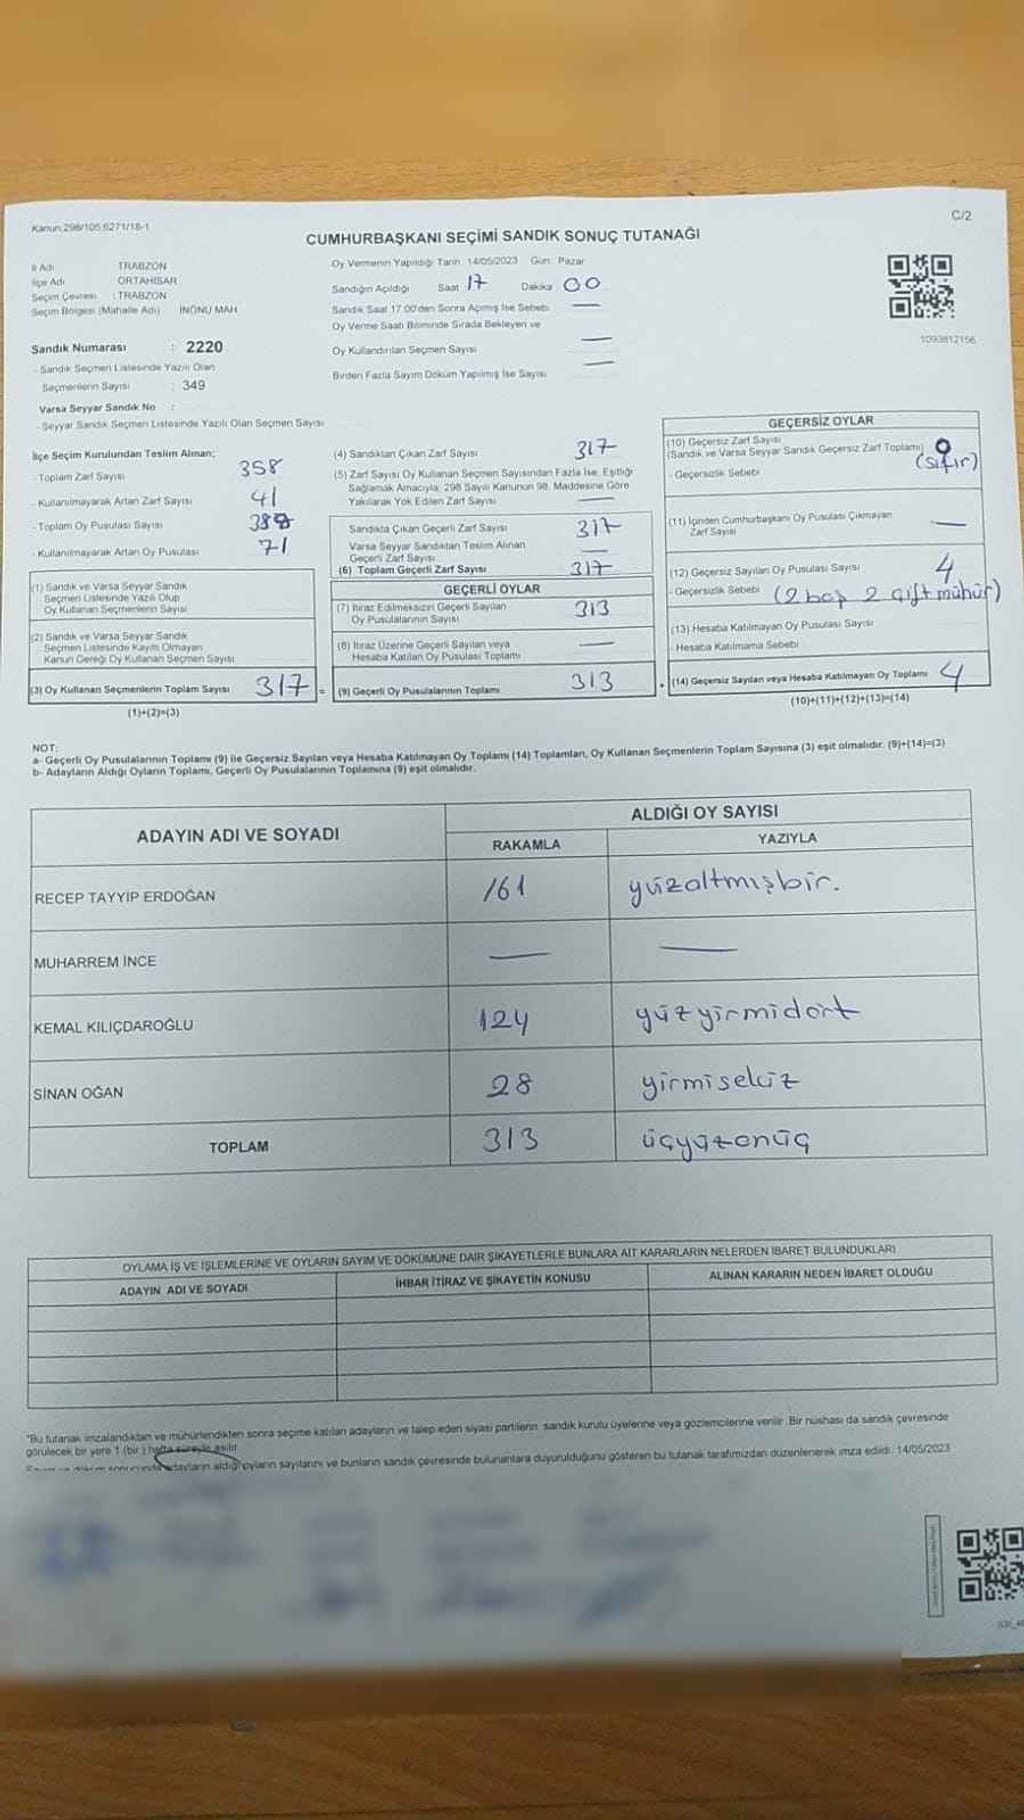 Kanun:298/105,6271/18-1
C/2
CUMHURBAŞKANI SEÇİMİ SANDIK SONUÇ TUTANAĞI
İl Adı TRABZON
İlçe Adı ORTAHİSAR
Seçim Çevresi : TRABZON
Seçim Bölgesi (Mahalle Adı) İNÖNÜ MAH
Sandık Numarası : 2220
- Sandık Seçmen Listesinde Yazılı Olan
Seçmenlerin Sayısı : 349
Varsa Seyyar Sandık No :
- Seyyar Sandık Seçmen Listesinde Yazılı Olan Seçmen Sayısı
Oy Vermenin Yapıldığı Tarih: 14/05/2023 Gün: Pazar
Sandığın Açıldığı Saat 17 Dakika 00
Sandık Saat 17:00'den Sonra Açılmış İse Sebebi —
Oy Verme Saati Bitiminde Sırada Bekleyen ve
Oy Kullandırılan Seçmen Sayısı —
Birden Fazla Sayım Döküm Yapılmış İse Sayısı —
1093812156
İlçe Seçim Kurulundan Teslim Alınan;
- Toplam Zarf Sayısı 358
- Kullanılmayarak Artan Zarf Sayısı 41
- Toplam Oy Pusulası Sayısı
- Kullanılmayarak Artan Oy Pusulası 71
(1) Sandık ve Varsa Seyyar Sandık
Seçmen Listesinde Yazılı Olup
Oy Kullanan Seçmenlerin Sayısı
(2) Sandık ve Varsa Seyyar Sandık
Seçmen Listesinde Kayıtlı Olmayan
Kanun Gereği Oy Kullanan Seçmen Sayısı
(3) Oy Kullanan Seçmenlerin Toplam Sayısı 317 =
(1)+(2)=(3)
(4) Sandıktan Çıkan Zarf Sayısı 317
(5) Zarf Sayısı Oy Kullanan Seçmen Sayısından Fazla İse, Eşitliği
Sağlamak Amacıyla, 298 Sayılı Kanunun 98. Maddesine Göre
Yakılarak Yok Edilen Zarf Sayısı —
Sandıkta Çıkan Geçerli Zarf Sayısı 317
Varsa Seyyar Sandıktan Teslim Alınan
Geçerli Zarf Sayısı —
(6) Toplam Geçerli Zarf Sayısı 317
GEÇERLİ OYLAR
(7) İtiraz Edilmeksizin Geçerli Sayılan
Oy Pusulalarının Sayısı 313
(8) İtiraz Üzerine Geçerli Sayılan veya
Hesaba Katılan Oy Pusulası Toplamı —
(9) Geçerli Oy Pusulalarının Toplamı 313 +
GEÇERSİZ OYLAR
(10) Geçersiz Zarf Sayısı
(Sandık ve Varsa Seyyar Sandık Geçersiz Zarf Toplamı) 0
- Geçersizlik Sebebi (sıfır)
(11) İçinden Cumhurbaşkanı Oy Pusulası Çıkmayan
Zarf Sayısı —
(12) Geçersiz Sayılan Oy Pusulası Sayısı 4
- Geçersizlik Sebebi (2 boş 2 çift mühür)
(13) Hesaba Katılmayan Oy Pusulası Sayısı
- Hesaba Katılmama Sebebi
(14) Geçersiz Sayılan veya Hesaba Katılmayan Oy Toplamı 4
(10)+(11)+(12)+(13)=(14)
NOT:
a- Geçerli Oy Pusulalarının Toplamı (9) ile Geçersiz Sayılan veya Hesaba Katılmayan Oy Toplamı (14) Toplamları, Oy Kullanan Seçmenlerin Toplam Sayısına (3) eşit olmalıdır. (9)+(14)=(3)
b- Adayların Aldığı Oyların Toplamı, Geçerli Oy Pusulalarının Toplamına (9) eşit olmalıdır.
ADAYIN ADI VE SOYADI ALDIĞI OY SAYISI
RAKAMLA YAZIYLA
RECEP TAYYIP ERDOĞAN 161 yüzaltmışbir.
MUHARREM İNCE — —
KEMAL KILIÇDAROĞLU 124 yüzyirmidört
SİNAN OĞAN 28 yirmisekiz
TOPLAM 313 üçyüzonüç
OYLAMA İŞ VE İŞLEMLERİNE VE OYLARIN SAYIM VE DÖKÜMÜNE DAİR ŞİKAYETLERLE BUNLARA AİT KARARLARIN NELERDEN İBARET BULUNDUKLARI
ADAYIN ADI VE SOYADI İHBAR İTİRAZ VE ŞİKAYETİN KONUSU ALINAN KARARIN NEDEN İBARET OLDUĞU
*Bu tutanak imzalandıktan ve mühürlendikten sonra seçime katılan adayların ve talep eden siyasi partilerin sandık kurulu üyelerine veya gözlemcilerine verilir. Bir nüshası da sandık çevresinde
görülecek bir yere 1 (bir) hafta süreyle asılır.
adayların aldığı oyların sayılarını ve bunların sandık çevresinde bulunanlara duyurulduğunu gösteren bu tutanak tarafımızdan düzenlenerek imza edildi. 14/05/2023